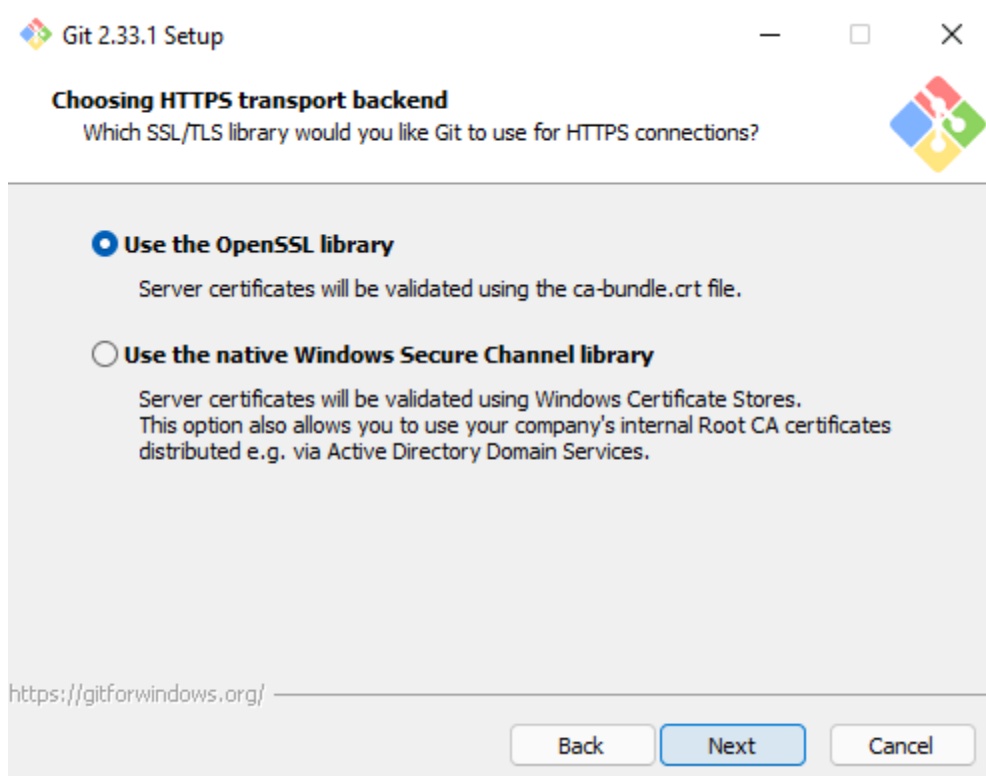 Git 2.33.1 Setup
Choosing HTTPS transport backend
Which SSL/TLS library would you like Git to use for HTTPS connections?
Use the OpenSSL library
Server certificates will be validated using the ca-bundle.crt file.
Use the native Windows Secure Channel library
Server certificates will be validated using Windows Certificate Stores.
This option also allows you to use your company's internal Root CA certificates
distributed e.g. via Active Directory Domain Services.
https://gitforwindows.org/
Back Next Cancel